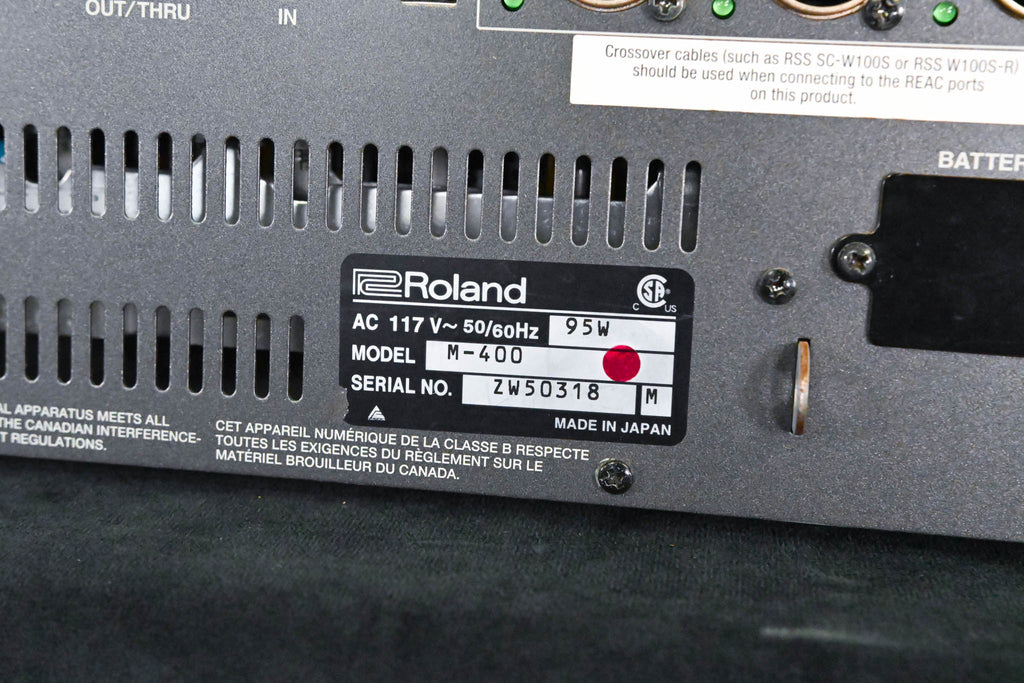 OUT/THRU
IN
Crossover cables (such as RSS SC-W100S or RSS W100S-R)
should be used when connecting to the REAC ports
on this product.
BATTER
Roland
C SA US
AC 117 V~ 50/60Hz 95W
MODEL M-400
SERIAL NO. ZW50318 M
MADE IN JAPAN
AL APPARATUS MEETS ALL
THE CANADIAN INTERFERENCE-
T REGULATIONS.
CET APPAREIL NUMÉRIQUE DE LA CLASSE B RESPECTE
TOUTES LES EXIGENCES DU RÈGLEMENT SUR LE
MATÉRIEL BROUILLEUR DU CANADA.